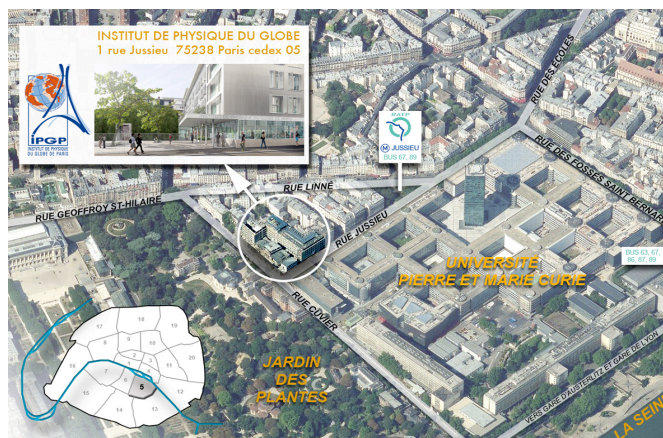 INSTITUT DE PHYSIQUE DU GLOBE
1 rue Jussieu 75238 Paris cedex 05
IPGP
INSTITUT DE PHYSIQUE
DU GLOBE DE PARIS
RATP
M JUSSIEU
BUS 67, 89
RUE DES ECOLES
RUE DES FOSSES SAINT BERNAR
RUE LINNÉ
RUE GEOFFROY ST-HILAIRE
RUE JUSSIEU
UNIVERSITÉ
PIERRE ET MARIE CURIE
BUS 63, 67,
86, 87, 89
RUE CUVIER
JARDIN
DES
PLANTES
VERS GARE D'AUSTERLITZ ET GARE DE LYON
LA SEINE
18
17
19
9
10
8
2
3
1
11
20
16
7
4
6
5
12
15
14
13